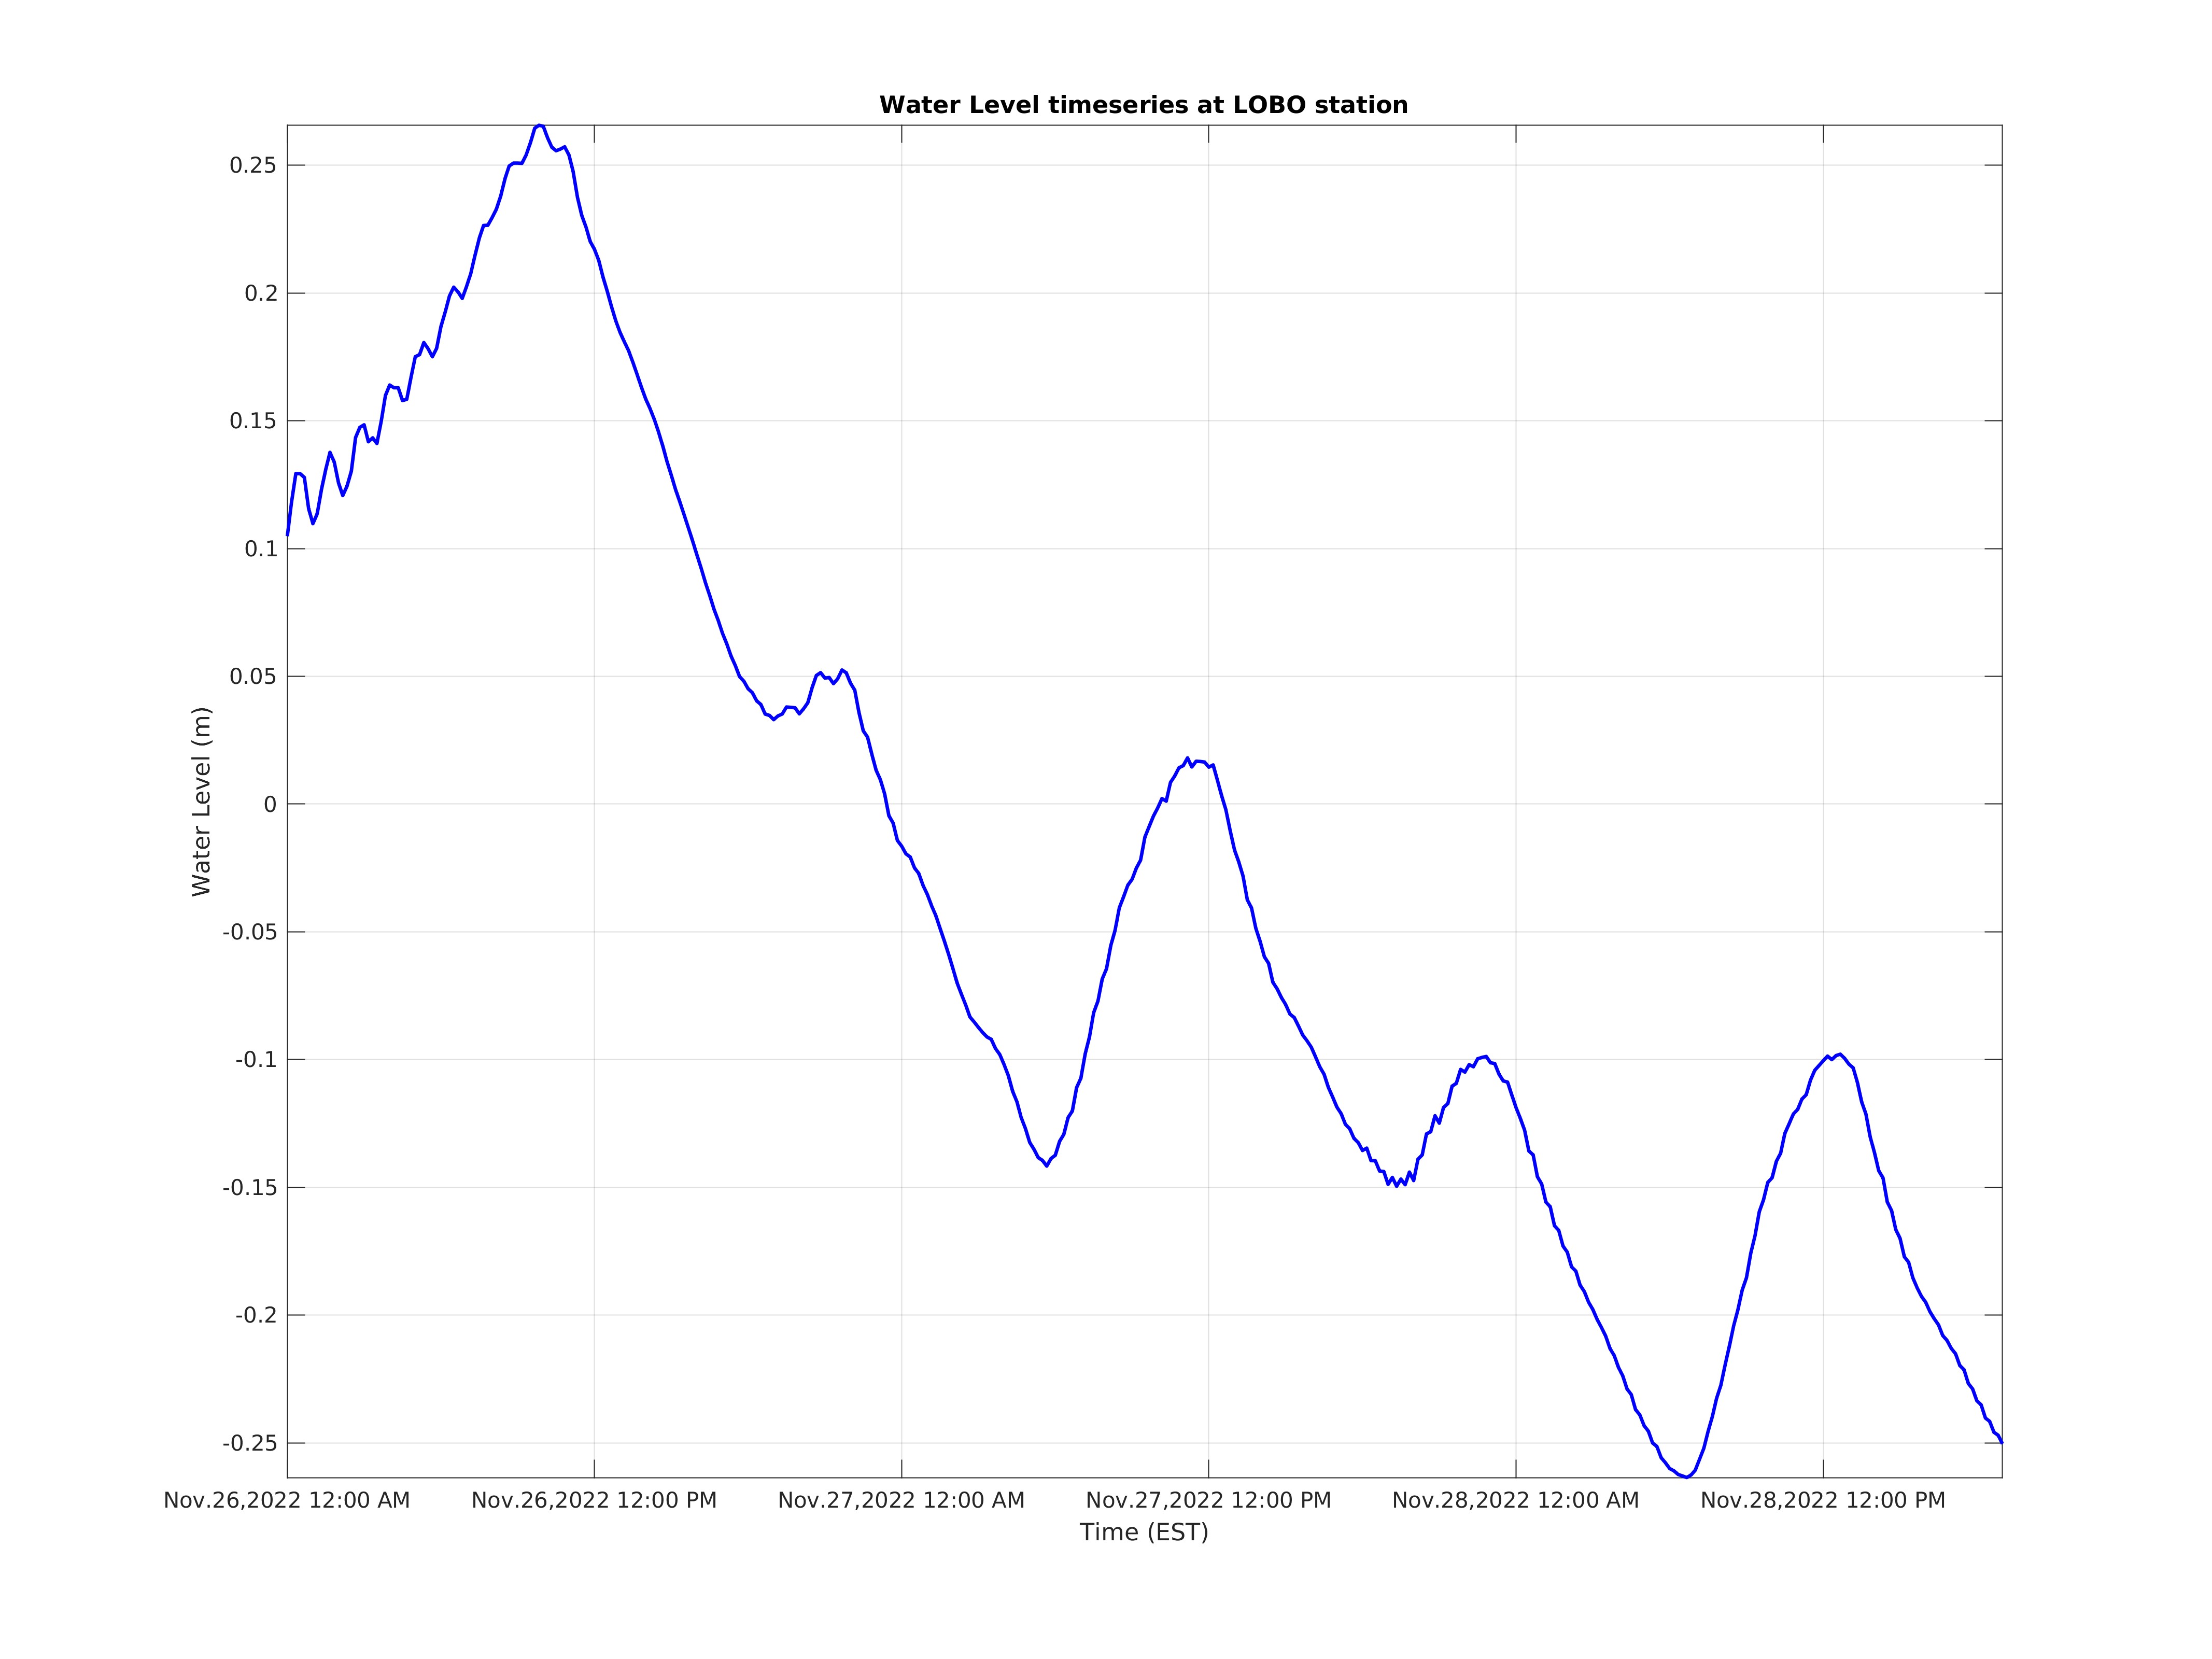 Water Level timeseries at LOBO station
0.25
0.2
0.15
0.1
0.05
0
-0.05
-0.1
-0.15
-0.2
-0.25
Water Level (m)
Nov.26,2022 12:00 AM
Nov.26,2022 12:00 PM
Nov.27,2022 12:00 AM
Nov.27,2022 12:00 PM
Nov.28,2022 12:00 AM
Nov.28,2022 12:00 PM
Time (EST)